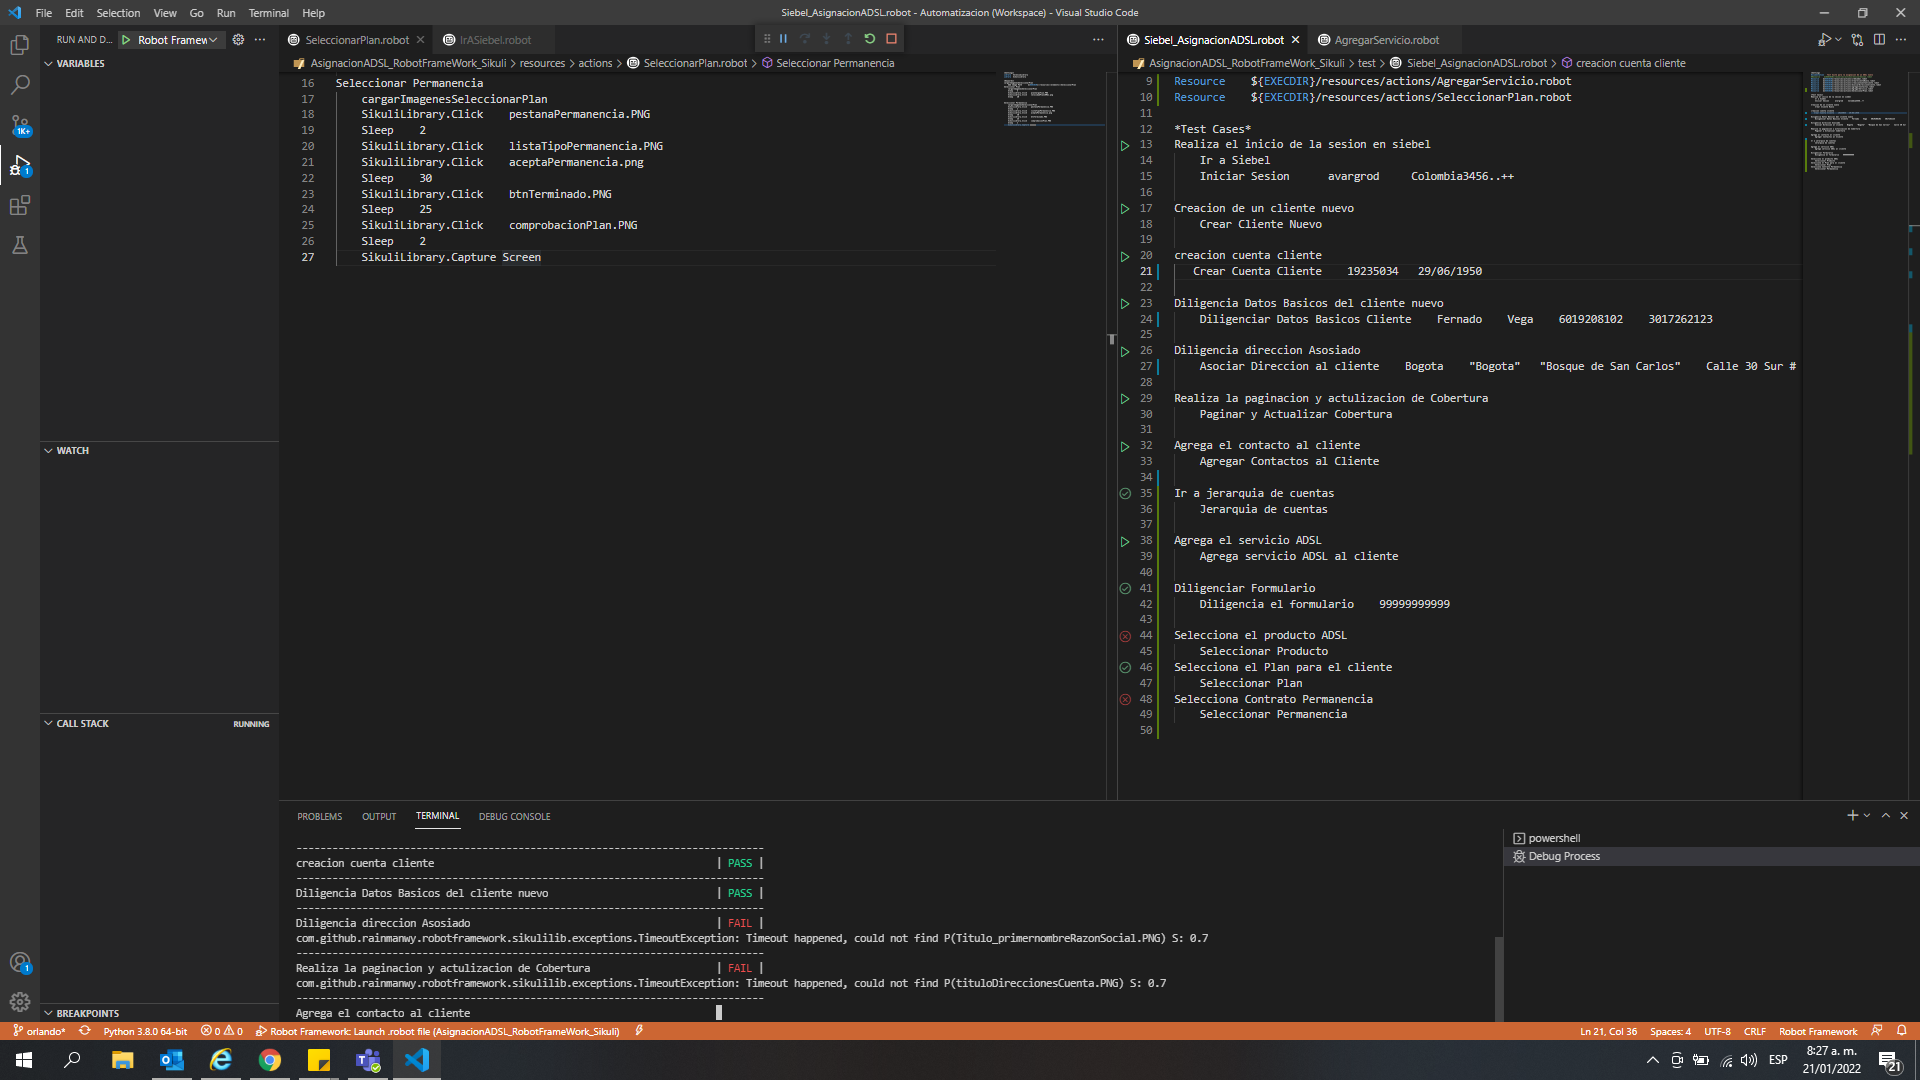 File Edit Selection View Go Run Terminal Help
Siebel_AsignacionADSL.robot - Automatizacion (Workspace) - Visual Studio Code
RUN AND D... Robot Framew
VARIABLES
WATCH
CALL STACK RUNNING
BREAKPOINTS
1K+
1
1
SeleccionarPlan.robot IrASiebel.robot
AsignacionADSL_RobotFrameWork_Sikuli > resources > actions > SeleccionarPlan.robot > Seleccionar Permanencia
16 Seleccionar Permanencia
17 cargarImagenesSeleccionarPlan
18 SikuliLibrary.Click pestanaPermanencia.PNG
19 Sleep 2
20 SikuliLibrary.Click listaTipoPermanencia.PNG
21 SikuliLibrary.Click aceptaPermanencia.png
22 Sleep 30
23 SikuliLibrary.Click btnTerminado.PNG
24 Sleep 25
25 SikuliLibrary.Click comprobacionPlan.PNG
26 Sleep 2
27 SikuliLibrary.Capture Screen
Siebel_AsignacionADSL.robot AgregarServicio.robot
AsignacionADSL_RobotFrameWork_Sikuli > test > Siebel_AsignacionADSL.robot > creacion cuenta cliente
9 Resource ${EXECDIR}/resources/actions/AgregarServicio.robot
10 Resource ${EXECDIR}/resources/actions/SeleccionarPlan.robot
11
12 *Test Cases*
13 Realiza el inicio de la sesion en siebel
14 Ir a Siebel
15 Iniciar Sesion avargrod Colombia3456..++
16
17 Creacion de un cliente nuevo
18 Crear Cliente Nuevo
19
20 creacion cuenta cliente
21 Crear Cuenta Cliente 19235034 29/06/1950
22
23 Diligencia Datos Basicos del cliente nuevo
24 Diligenciar Datos Basicos Cliente Fernado Vega 6019208102 3017262123
25
26 Diligencia direccion Asosiado
27 Asociar Direccion al cliente Bogota "Bogota" "Bosque de San Carlos" Calle 30 Sur #
28
29 Realiza la paginacion y actulizacion de Cobertura
30 Paginar y Actualizar Cobertura
31
32 Agrega el contacto al cliente
33 Agregar Contactos al Cliente
34
35 Ir a jerarquia de cuentas
36 Jerarquia de cuentas
37
38 Agrega el servicio ADSL
39 Agrega servicio ADSL al cliente
40
41 Diligenciar Formulario
42 Diligencia el formulario 99999999999
43
44 Selecciona el producto ADSL
45 Seleccionar Producto
46 Selecciona el Plan para el cliente
47 Seleccionar Plan
48 Selecciona Contrato Permanencia
49 Seleccionar Permanencia
50
PROBLEMS OUTPUT TERMINAL DEBUG CONSOLE
------------------------------------------------------------------------------
creacion cuenta cliente | PASS |
------------------------------------------------------------------------------
Diligencia Datos Basicos del cliente nuevo | PASS |
------------------------------------------------------------------------------
Diligencia direccion Asosiado | FAIL |
com.github.rainmanwy.robotframework.sikulilib.exceptions.TimeoutException: Timeout happened, could not find P(Titulo_primernombreRazonSocial.PNG) S: 0.7
------------------------------------------------------------------------------
Realiza la paginacion y actulizacion de Cobertura | FAIL |
com.github.rainmanwy.robotframework.sikulilib.exceptions.TimeoutException: Timeout happened, could not find P(tituloDireccionesCuenta.PNG) S: 0.7
------------------------------------------------------------------------------
Agrega el contacto al cliente
powershell
Debug Process
1
orlando* Python 3.8.0 64-bit 0 0 Robot Framework: Launch .robot file (AsignacionADSL_RobotFrameWork_Sikuli)
Ln 21, Col 36 Spaces: 4 UTF-8 CRLF Robot Framework
ESP
8:27 a. m.
21/01/2022
21